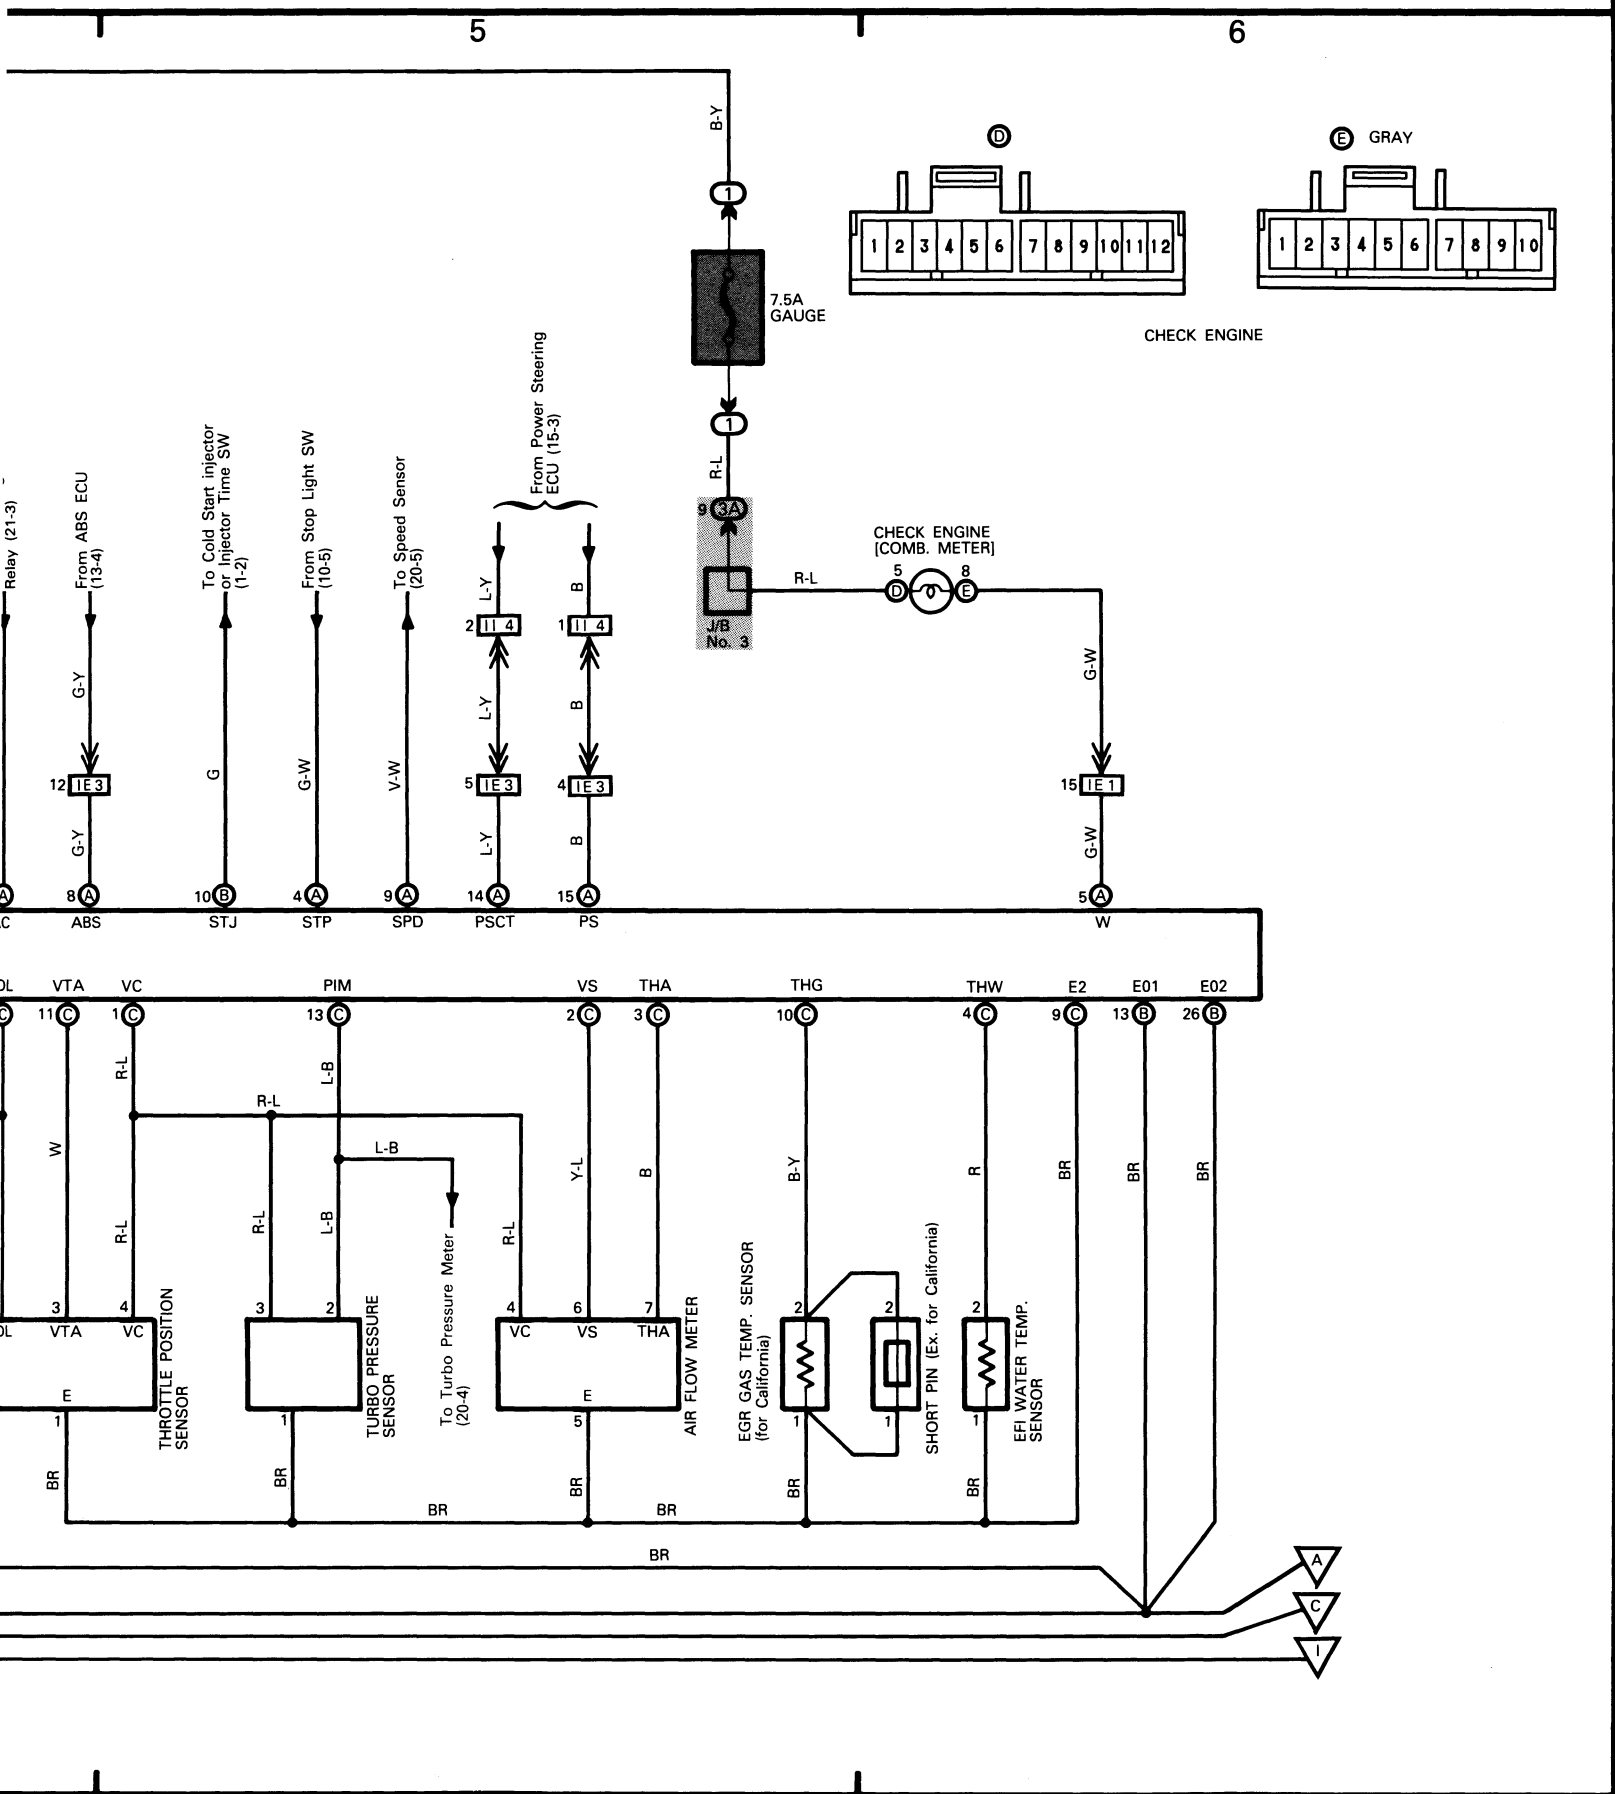 5
6
B-Y
1
7.5A
GAUGE
1
R-L
9 3A
J/B
No. 3
R-L
CHECK ENGINE
[COMB. METER]
5 8
D E
G-W
15 IE1
G-W
D
1 2 3 4 5 6 7 8 9 10 11 12
E GRAY
1 2 3 4 5 6 7 8 9 10
CHECK ENGINE
Relay (21-3)
From ABS ECU
(13-4)
To Cold Start injector
or Injector Time SW
(1-2)
From Stop Light SW
(10-5)
To Speed Sensor
(20-5)
From Power Steering
ECU (15-3)
L-Y B
2 II 4 1 II 4
G-Y L-Y B
G G-W V-W
12 IE3 5 IE3 4 IE3
G-Y L-Y B
A 8 A 10 B 4 A 9 A 14 A 15 A 5 A
ABS STJ STP SPD PSCT PS W
VTA VC PIM VS THA THG THW E2 E01 E02
C 11 C 1 C 13 C 2 C 3 C 10 C 4 C 9 C 13 B 26 B
R-L L-B
R-L
W L-B Y-L B B-Y R BR BR BR
R-L R-L L-B R-L
3 4 3 2 4 6 7 2 2 2
VTA VC VC VS THA
E E
1 1 5 1 1 1
THROTTLE POSITION
SENSOR
TURBO PRESSURE
SENSOR
To Turbo Pressure Meter
(20-4)
AIR FLOW METER
EGR GAS TEMP. SENSOR
(for California)
SHORT PIN (Ex. for California)
EFI WATER TEMP.
SENSOR
BR BR BR BR BR
BR BR
BR
A
C
I